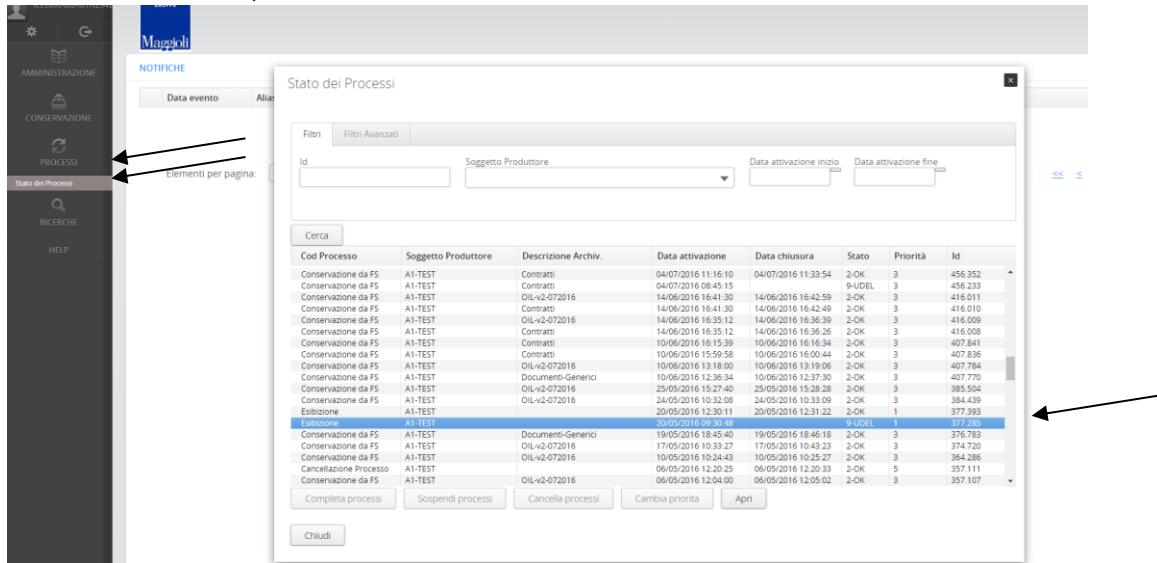 Maggioli
AMMINISTRAZIONE
CONSERVAZIONE
PROCESSI
Stato dei Processi
RICERCHE
HELP
NOTIFICHE
Data evento
Elementi per pagina:
<< <
Stato dei Processi
x
Filtri Filtri Avanzati
Id Soggetto Produttore Data attivazione inizio Data attivazione fine
Cerca
Cod Processo Soggetto Produttore Descrizione Archiv. Data attivazione Data chiusura Stato Priorità Id
Conservazione da FS A1-TEST Contratti 04/07/2016 11:16:10 04/07/2016 11:33:54 2-OK 3 456.352
Conservazione da FS A1-TEST Contratti 04/07/2016 08:45:15 9-UDEL 3 456.233
Conservazione da FS A1-TEST OIL-v2-072016 14/06/2016 16:41:30 14/06/2016 16:42:59 2-OK 3 416.011
Conservazione da FS A1-TEST Contratti 14/06/2016 16:41:30 14/06/2016 16:42:49 2-OK 3 416.010
Conservazione da FS A1-TEST OIL-v2-072016 14/06/2016 16:35:12 14/06/2016 16:36:39 2-OK 3 416.009
Conservazione da FS A1-TEST Contratti 14/06/2016 16:35:12 14/06/2016 16:36:26 2-OK 3 416.008
Conservazione da FS A1-TEST Contratti 10/06/2016 16:15:39 10/06/2016 16:16:34 2-OK 3 407.841
Conservazione da FS A1-TEST Contratti 10/06/2016 15:59:58 10/06/2016 16:00:44 2-OK 3 407.836
Conservazione da FS A1-TEST OIL-v2-072016 10/06/2016 13:18:00 10/06/2016 13:19:06 2-OK 3 407.784
Conservazione da FS A1-TEST Documenti-Generici 10/06/2016 12:36:34 10/06/2016 12:37:30 2-OK 3 407.770
Conservazione da FS A1-TEST OIL-v2-072016 25/05/2016 15:27:40 25/05/2016 15:28:28 2-OK 3 385.504
Conservazione da FS A1-TEST OIL-v2-072016 24/05/2016 10:32:08 24/05/2016 10:33:09 2-OK 3 384.439
Esibizione A1-TEST 20/05/2016 12:30:11 20/05/2016 12:31:22 2-OK 1 377.393
Esibizione A1-TEST 20/05/2016 09:30:48 9-UDEL 1 377.285
Conservazione da FS A1-TEST Documenti-Generici 19/05/2016 18:45:40 19/05/2016 18:46:18 2-OK 3 376.783
Conservazione da FS A1-TEST OIL-v2-072016 17/05/2016 10:33:27 17/05/2016 10:43:23 2-OK 3 374.720
Conservazione da FS A1-TEST OIL-v2-072016 10/05/2016 10:24:43 10/05/2016 10:25:27 2-OK 3 364.286
Cancellazione Processo A1-TEST 06/05/2016 12:20:25 06/05/2016 12:20:33 2-OK 5 357.111
Conservazione da FS A1-TEST OIL-v2-072016 06/05/2016 12:04:00 06/05/2016 12:05:02 2-OK 3 357.107
Completa processi Sospendi processi Cancella processi Cambia priorita Apri
Chiudi